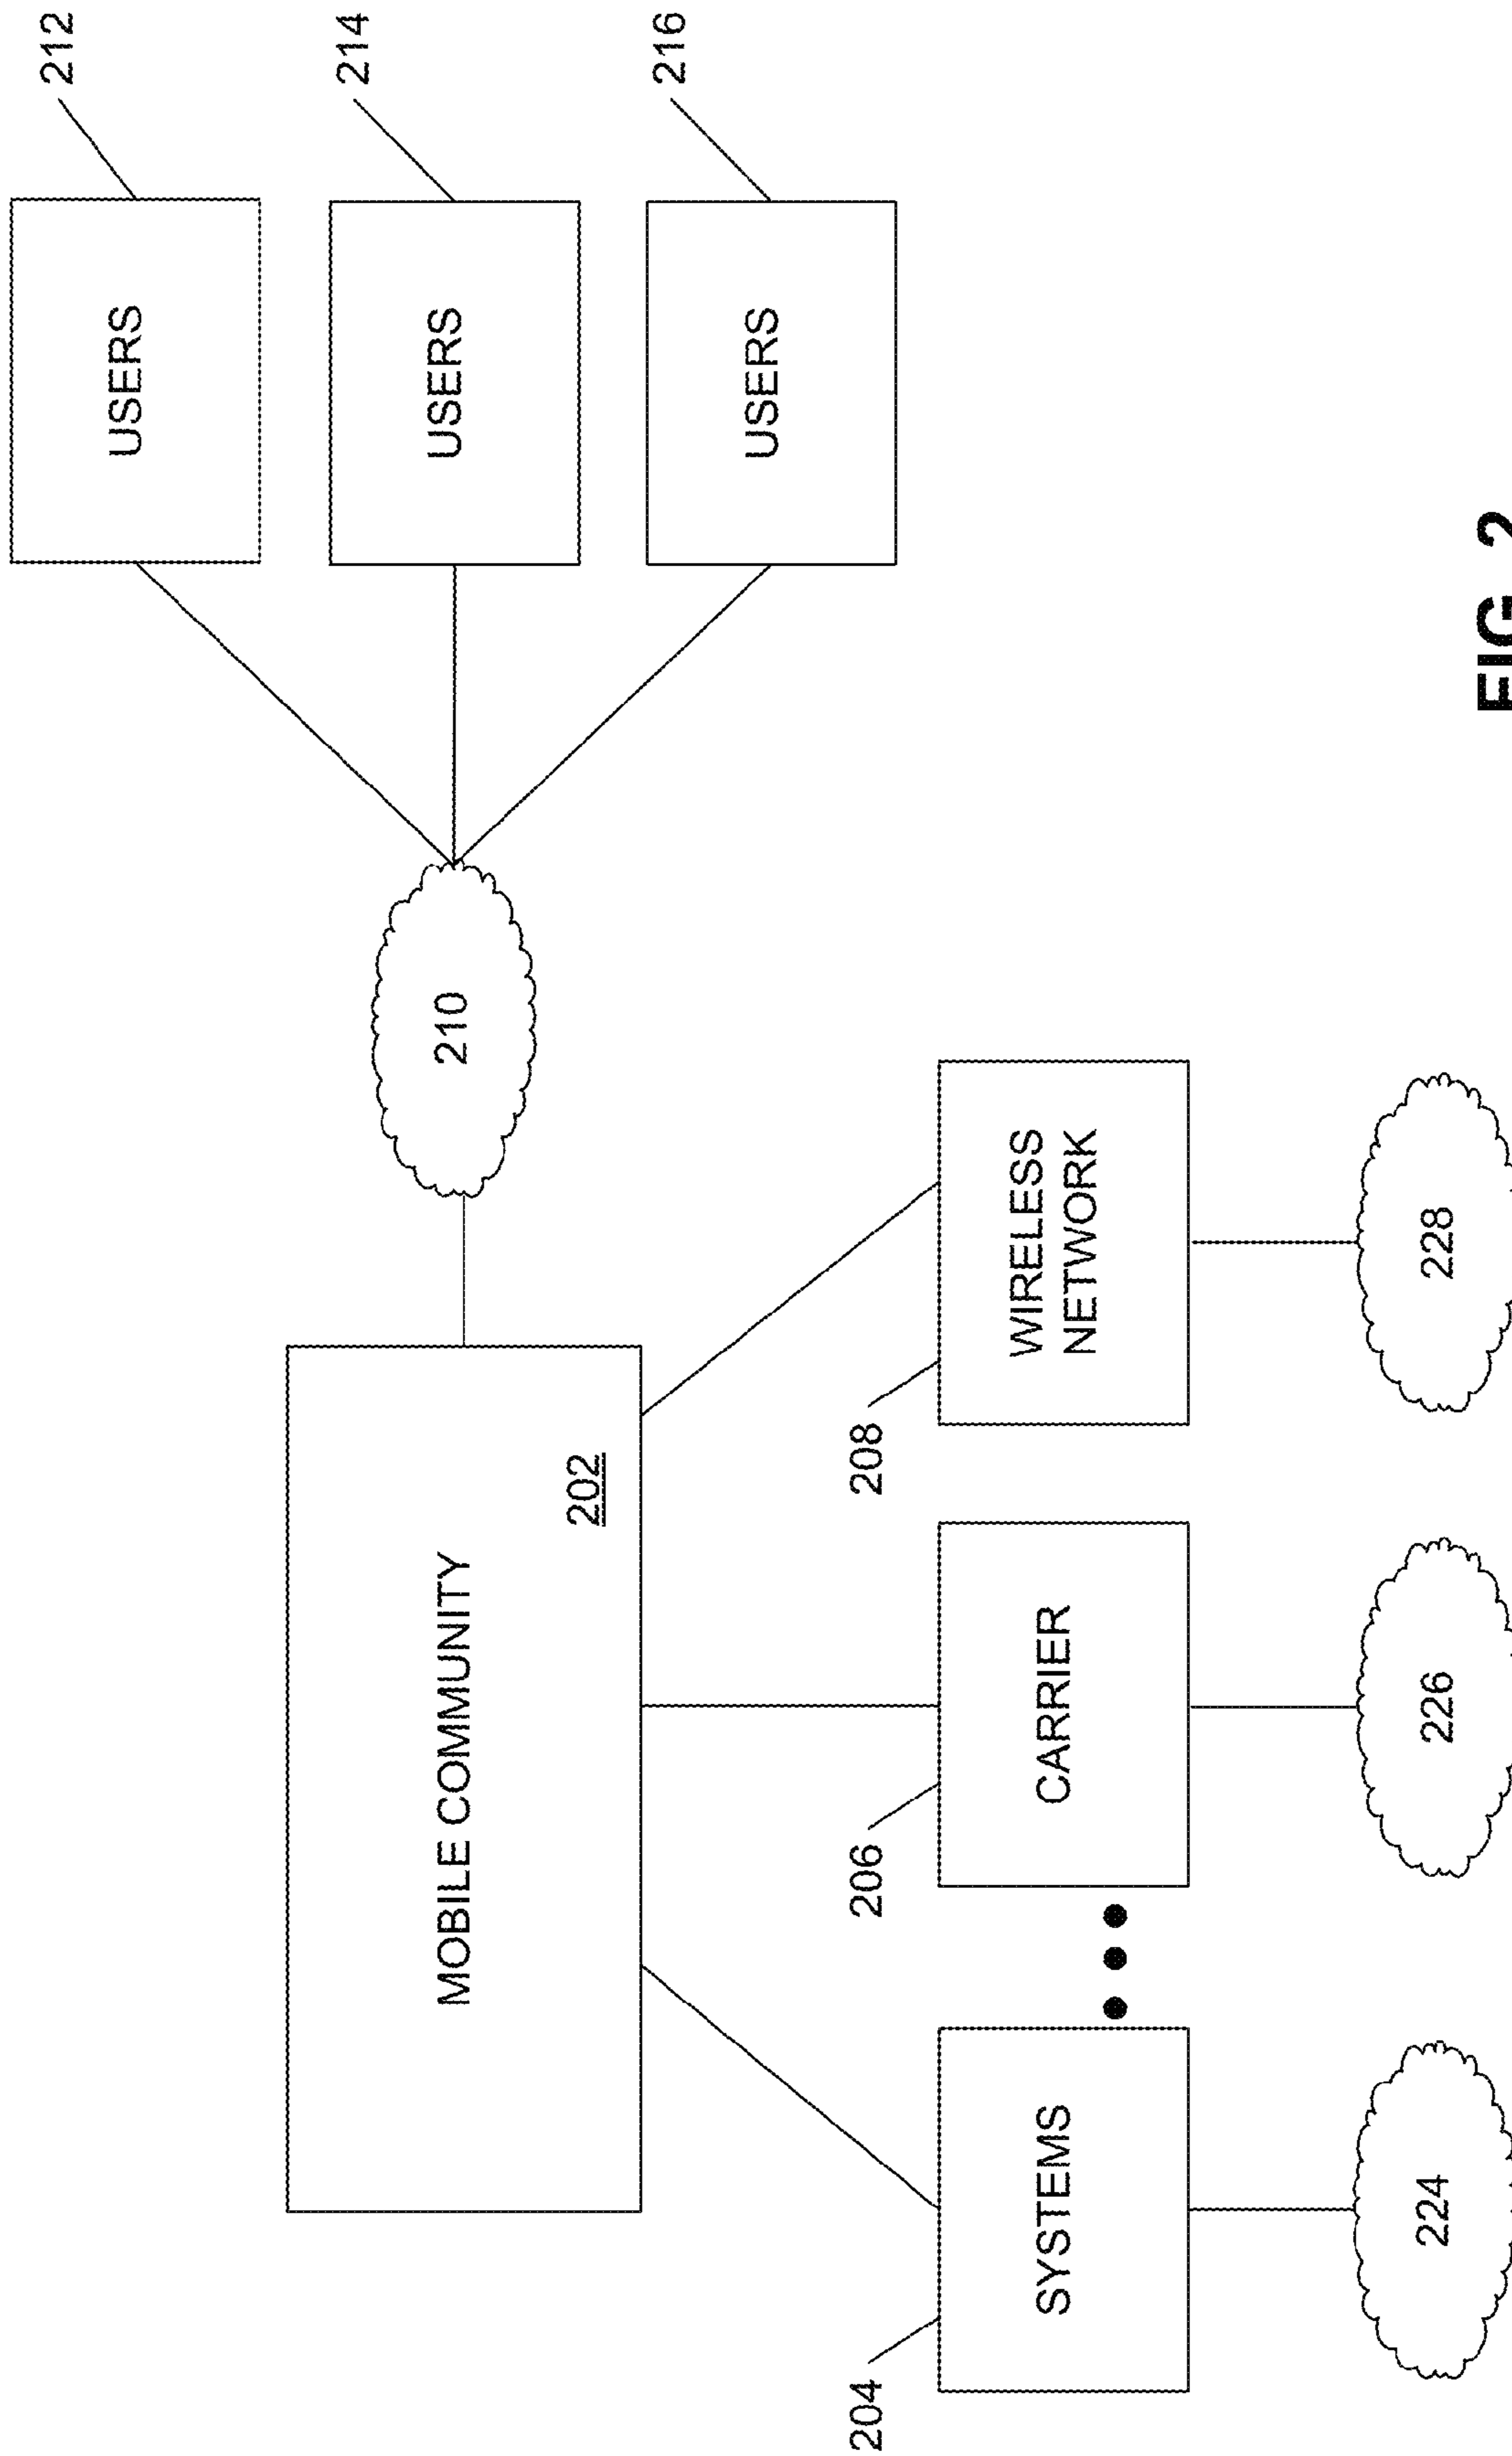 MOBILE COMMUNITY
202
210
USERS
212
USERS
214
USERS
216
204
SYSTEMS
206
CARRIER
208
WIRELESS
NETWORK
224
226
228
FIG. 2